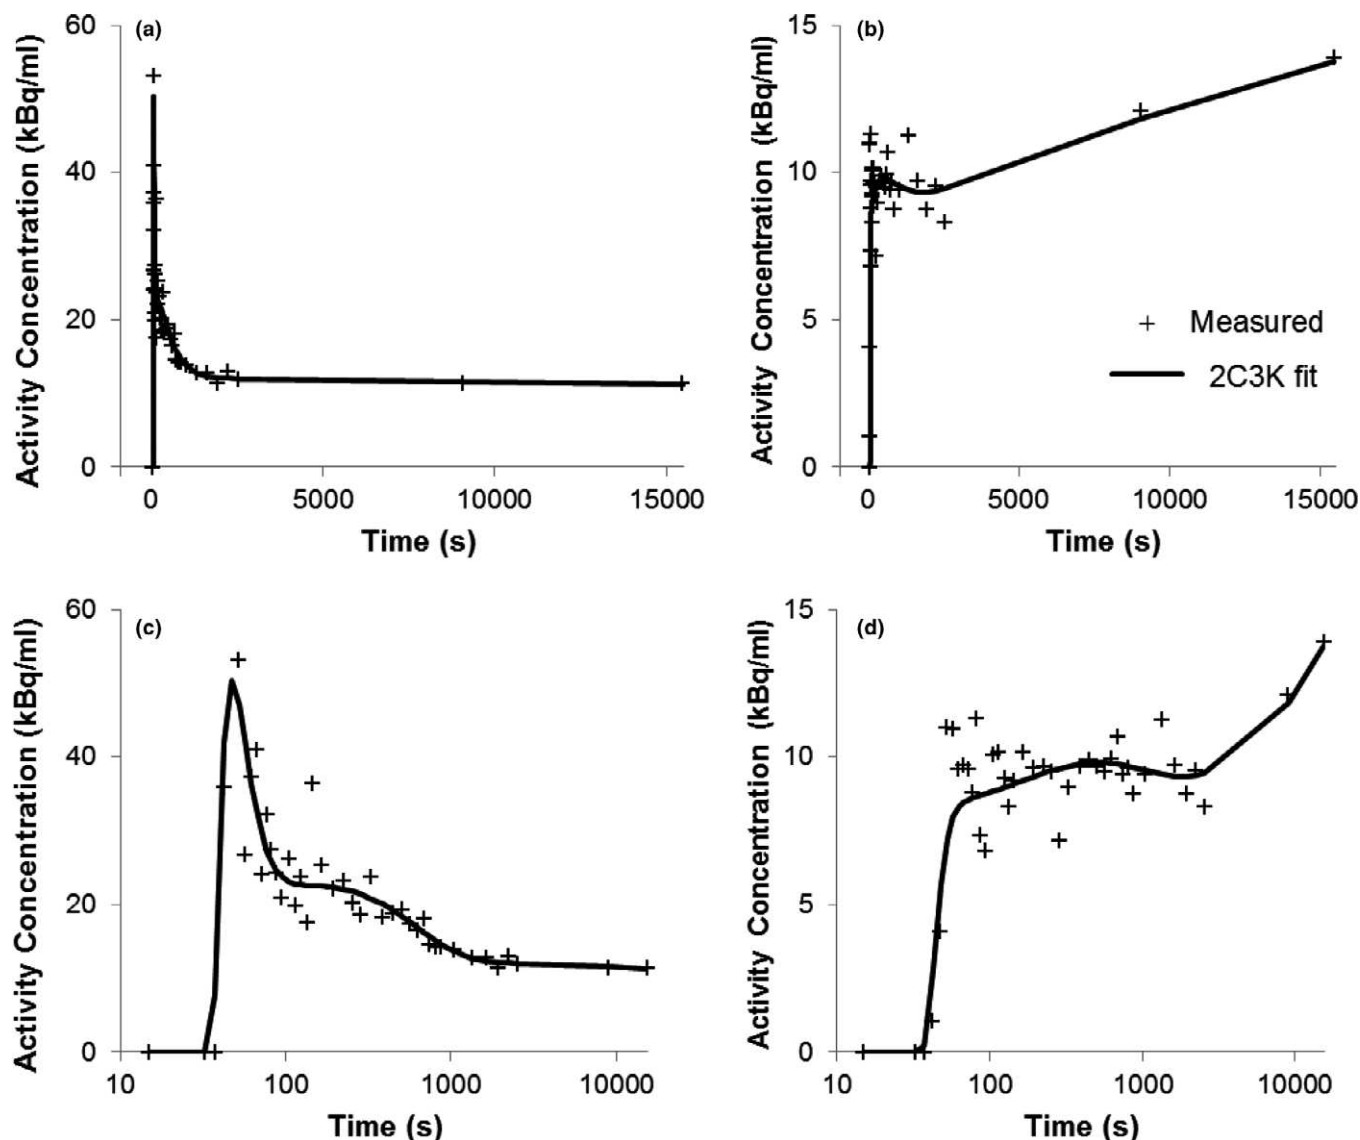 (a)
Activity Concentration (kBq/ml)
60
40
20
0
0 5000 10000 15000
Time (s)
(b)
Activity Concentration (kBq/ml)
15
10
5
0
Measured
2C3K fit
0 5000 10000 15000
Time (s)
(c)
Activity Concentration (kBq/ml)
60
40
20
0
10 100 1000 10000
Time (s)
(d)
Activity Concentration (kBq/ml)
15
10
5
0
10 100 1000 10000
Time (s)